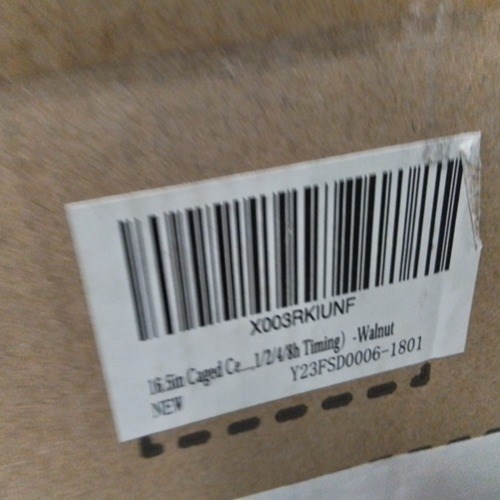 X003RKIUNF
16.5in Caged Ce...,1/2/4/8h Timing) -Walnut
NEW
Y23FSD0006-1801